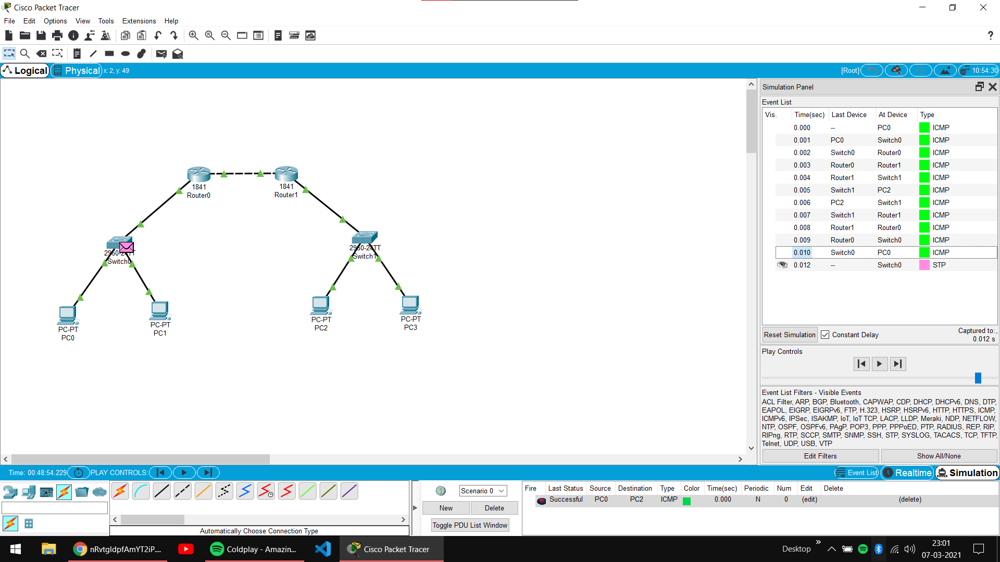 Cisco Packet Tracer
File Edit Options View Tools Extensions Help
?
Logical Physical x: 2, y: 49 [Root] 10:54:30
1841
Router0
1841
Router1
2960-24TT
Switch0
2960-24TT
Switch1
PC-PT
PC0
PC-PT
PC1
PC-PT
PC2
PC-PT
PC3
Simulation Panel
Event List
Vis. Time(sec) Last Device At Device Type
0.000 -- PC0 ICMP
0.001 PC0 Switch0 ICMP
0.002 Switch0 Router0 ICMP
0.003 Router0 Router1 ICMP
0.004 Router1 Switch1 ICMP
0.005 Switch1 PC2 ICMP
0.006 PC2 Switch1 ICMP
0.007 Switch1 Router1 ICMP
0.008 Router1 Router0 ICMP
0.009 Router0 Switch0 ICMP
0.010 Switch0 PC0 ICMP
0.012 -- Switch0 STP
Reset Simulation Constant Delay Captured to:
0.012 s
Play Controls
Event List Filters - Visible Events
ACL Filter, ARP, BGP, Bluetooth, CAPWAP, CDP, DHCP, DHCPv6, DNS, DTP,
EAPOL, EIGRP, EIGRPv6, FTP, H.323, HSRP, HSRPv6, HTTP, HTTPS, ICMP,
ICMPv6, IPSec, ISAKMP, IoT, IoT TCP, LACP, LLDP, Meraki, NDP, NETFLOW,
NTP, OSPF, OSPFv6, PAgP, POP3, PPP, PPPoED, PTP, RADIUS, REP, RIP,
RIPng, RTP, SCCP, SMTP, SNMP, SSH, STP, SYSLOG, TACACS, TCP, TFTP,
Telnet, UDP, USB, VTP
Edit Filters Show All/None
Time: 00:48:54.229 PLAY CONTROLS: Event List Realtime Simulation
Scenario 0
New Delete
Toggle PDU List Window
Fire Last Status Source Destination Type Color Time(sec) Periodic Num Edit Delete
Successful PC0 PC2 ICMP 0.000 N 0 (edit) (delete)
Automatically Choose Connection Type
nRvtgIdpfAmYT2iP.... Coldplay - Amazin... Cisco Packet Tracer Desktop 23:01
07-03-2021